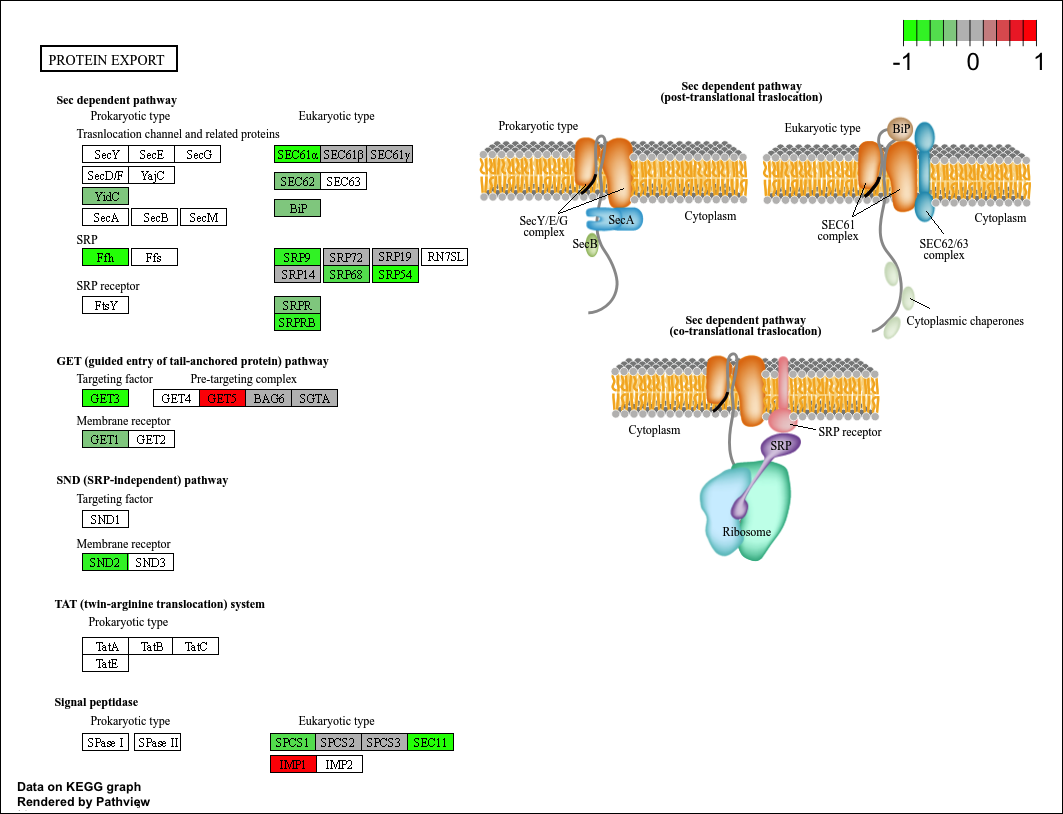 PROTEIN EXPORT
-1 0 1
Sec dependent pathway
Prokaryotic type Eukaryotic type
Trasnlocation channel and related proteins
SecY SecE SecG SEC61α SEC61β SEC61γ
SecD/F YajC SEC62 SEC63
YidC BiP
SecA SecB SecM
SRP
Ffh Ffs SRP9 SRP72 SRP19 RN7SL
SRP14 SRP68 SRP54
SRP receptor
FtsY SRPR
SRPRB
GET (guided entry of tail-anchored protein) pathway
Targeting factor Pre-targeting complex
GET3 GET4 GET5 BAG6 SGTA
Membrane receptor
GET1 GET2
SND (SRP-independent) pathway
Targeting factor
SND1
Membrane receptor
SND2 SND3
TAT (twin-arginine translocation) system
Prokaryotic type
TatA TatB TatC
TatE
Signal peptidase
Prokaryotic type Eukaryotic type
SPase I SPase II SPCS1 SPCS2 SPCS3 SEC11
IMP1 IMP2
Data on KEGG graph
Rendered by Pathview
Sec dependent pathway
(post-translational traslocation)
Prokaryotic type
SecY/E/G
complex
SecA
SecB
Cytoplasm
Eukaryotic type
BiP
SEC61
complex
SEC62/63
complex
Cytoplasm
Cytoplasmic chaperones
Sec dependent pathway
(co-translational traslocation)
Cytoplasm
SRP receptor
SRP
Ribosome